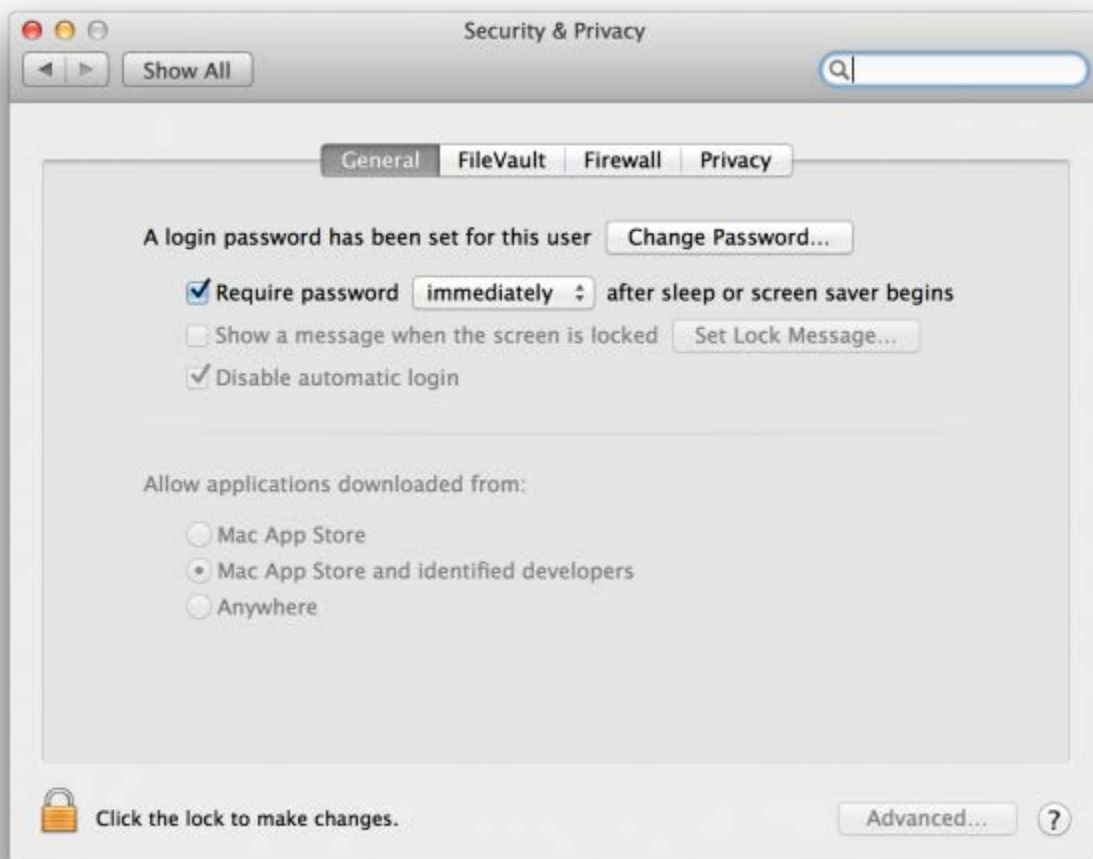 Security & Privacy
Show All
General FileVault Firewall Privacy
A login password has been set for this user Change Password...
Require password immediately after sleep or screen saver begins
Show a message when the screen is locked Set Lock Message...
Disable automatic login
Allow applications downloaded from:
Mac App Store
Mac App Store and identified developers
Anywhere
Click the lock to make changes. Advanced... ?